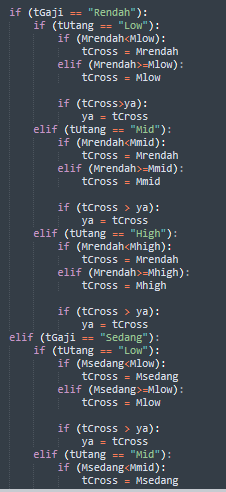 if (tGaji == "Rendah"):
    if (tUtang == "Low"):
        if (Mrendah<Mlow):
            tCross = Mrendah
        elif (Mrendah>=Mlow):
            tCross = Mlow

        if (tCross>ya):
            ya = tCross
    elif (tUtang == "Mid"):
        if (Mrendah<Mmid):
            tCross = Mrendah
        elif (Mrendah>=Mmid):
            tCross = Mmid

        if (tCross > ya):
            ya = tCross
    elif (tUtang == "High"):
        if (Mrendah<Mhigh):
            tCross = Mrendah
        elif (Mrendah>=Mhigh):
            tCross = Mhigh

        if (tCross > ya):
            ya = tCross
elif (tGaji == "Sedang"):
    if (tUtang == "Low"):
        if (Msedang<Mlow):
            tCross = Msedang
        elif (Msedang>=Mlow):
            tCross = Mlow

        if (tCross > ya):
            ya = tCross
    elif (tUtang == "Mid"):
        if (Msedang<Mmid):
            tCross = Msedang